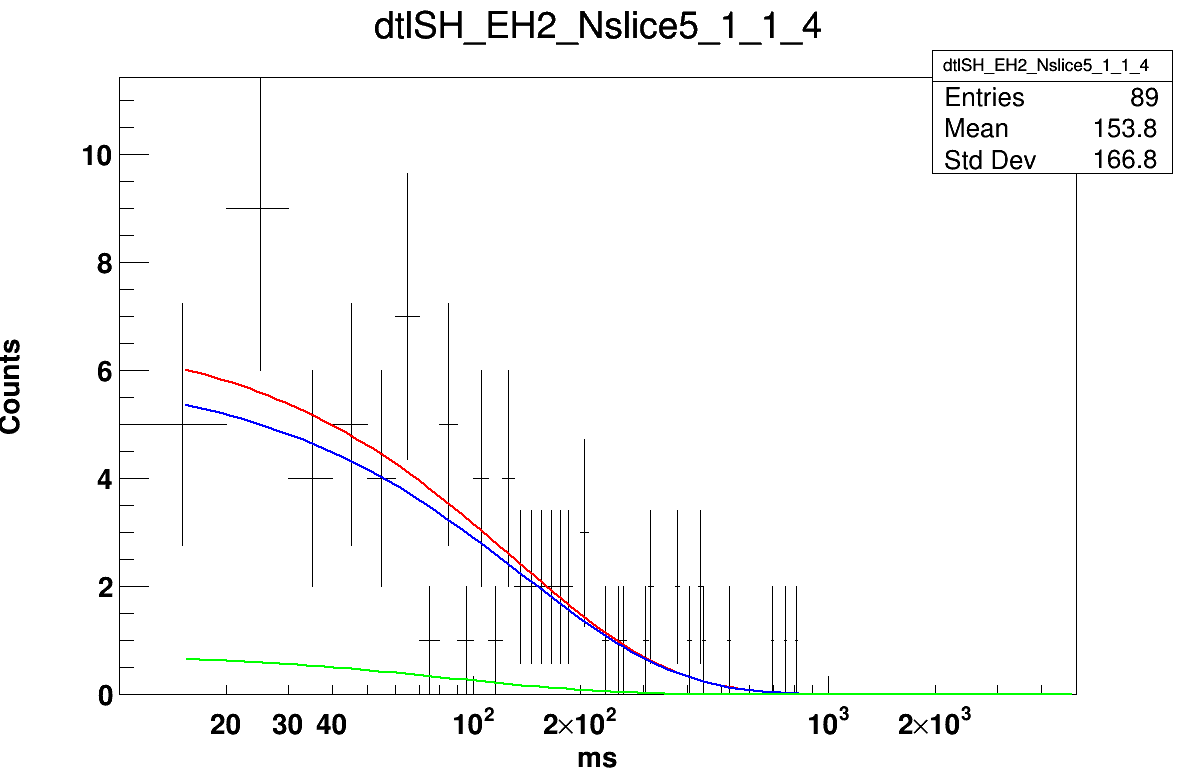 dtISH_EH2_Nslice5_1_1_4
dtISH_EH2_Nslice5_1_1_4
Entries 89
Mean 153.8
Std Dev 166.8
Counts
10
8
6
4
2
0
20 30 40 10² 2×10² 10³ 2×10³
ms